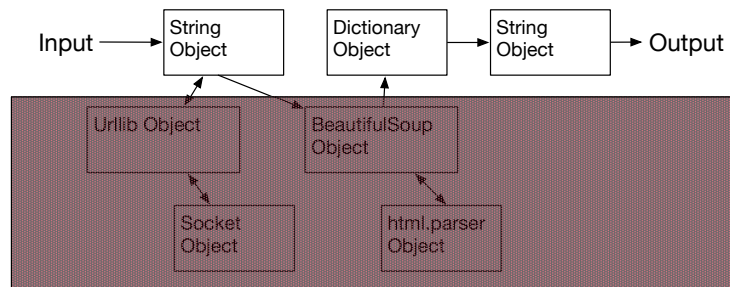 Input
String
Object
Dictionary
Object
String
Object
Output
Urllib Object
BeautifulSoup
Object
Socket
Object
html.parser
Object